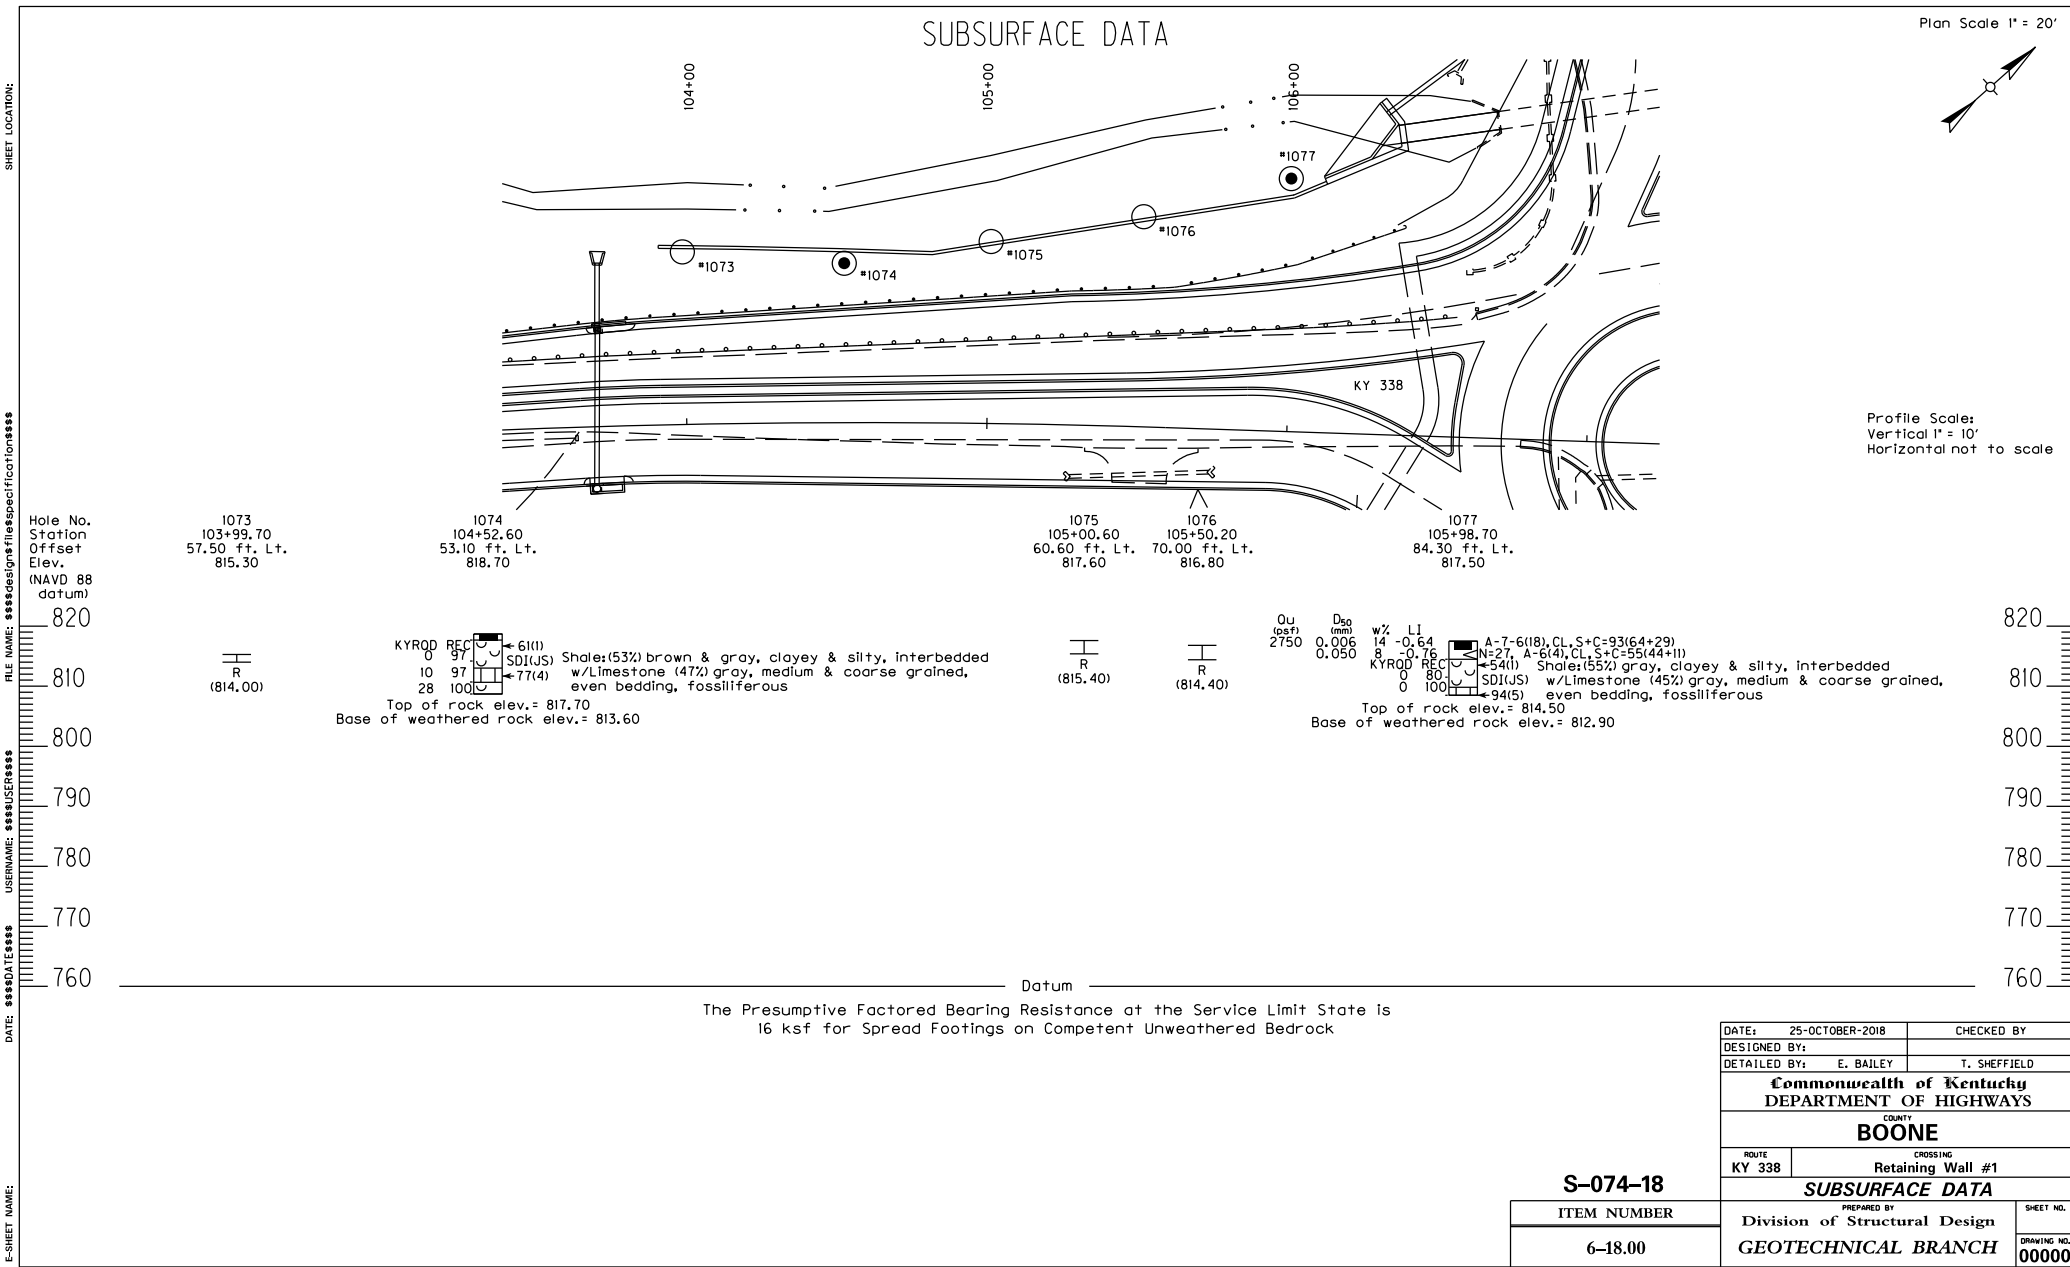 SUBSURFACE DATA
Plan Scale 1" = 20'
SHEET LOCATION:
104+00
105+00
106+00
#1077
#1076
#1075
#1073
#1074
KY 338
Profile Scale:
Vertical 1" = 10'
Horizontal not to scale
FILE NAME: $$$$design$file$specification$$$$
Hole No.
Station
Offset
Elev.
(NAVD 88
datum)
1073
103+99.70
57.50 ft. Lt.
815.30
1074
104+52.60
53.10 ft. Lt.
818.70
1075
105+00.60
60.60 ft. Lt.
817.60
1076
105+50.20
70.00 ft. Lt.
816.80
1077
105+98.70
84.30 ft. Lt.
817.50
820
810
800
790
780
770
760
R
(814.00)
KYRQD REC
0 97
10 97
28 100
61(1)
SDI(JS)
77(4)
Shale:(53%) brown & gray, clayey & silty, interbedded
w/Limestone (47%) gray, medium & coarse grained,
even bedding, fossiliferous
Top of rock elev.= 817.70
Base of weathered rock elev.= 813.60
R
(815.40)
R
(814.40)
Qu D50
(psf) (mm) w% LI
2750 0.006 14 -0.64
0.050 8 -0.76
KYRQD REC
0 80
0 100
A-7-6(18), CL, S+C=93(64+29)
N=27, A-6(4), CL, S+C=55(44+11)
54(1)
SDI(JS)
94(5)
Shale:(55%) gray, clayey & silty, interbedded
w/Limestone (45%) gray, medium & coarse grained,
even bedding, fossiliferous
Top of rock elev.= 814.50
Base of weathered rock elev.= 812.90
820
810
800
790
780
770
760
USERNAME: $$$$USER$$$$
DATE: $$$$DATE$$$$
Datum
The Presumptive Factored Bearing Resistance at the Service Limit State is
16 ksf for Spread Footings on Competent Unweathered Bedrock
E-SHEET NAME:
DATE: 25-OCTOBER-2018 CHECKED BY
DESIGNED BY:
DETAILED BY: E. BAILEY T. SHEFFIELD
Commonwealth of Kentucky
DEPARTMENT OF HIGHWAYS
COUNTY
BOONE
ROUTE
KY 338
CROSSING
Retaining Wall #1
SUBSURFACE DATA
S-074-18
ITEM NUMBER
6-18.00
PREPARED BY
Division of Structural Design
GEOTECHNICAL BRANCH
SHEET NO.
DRAWING NO.
00000